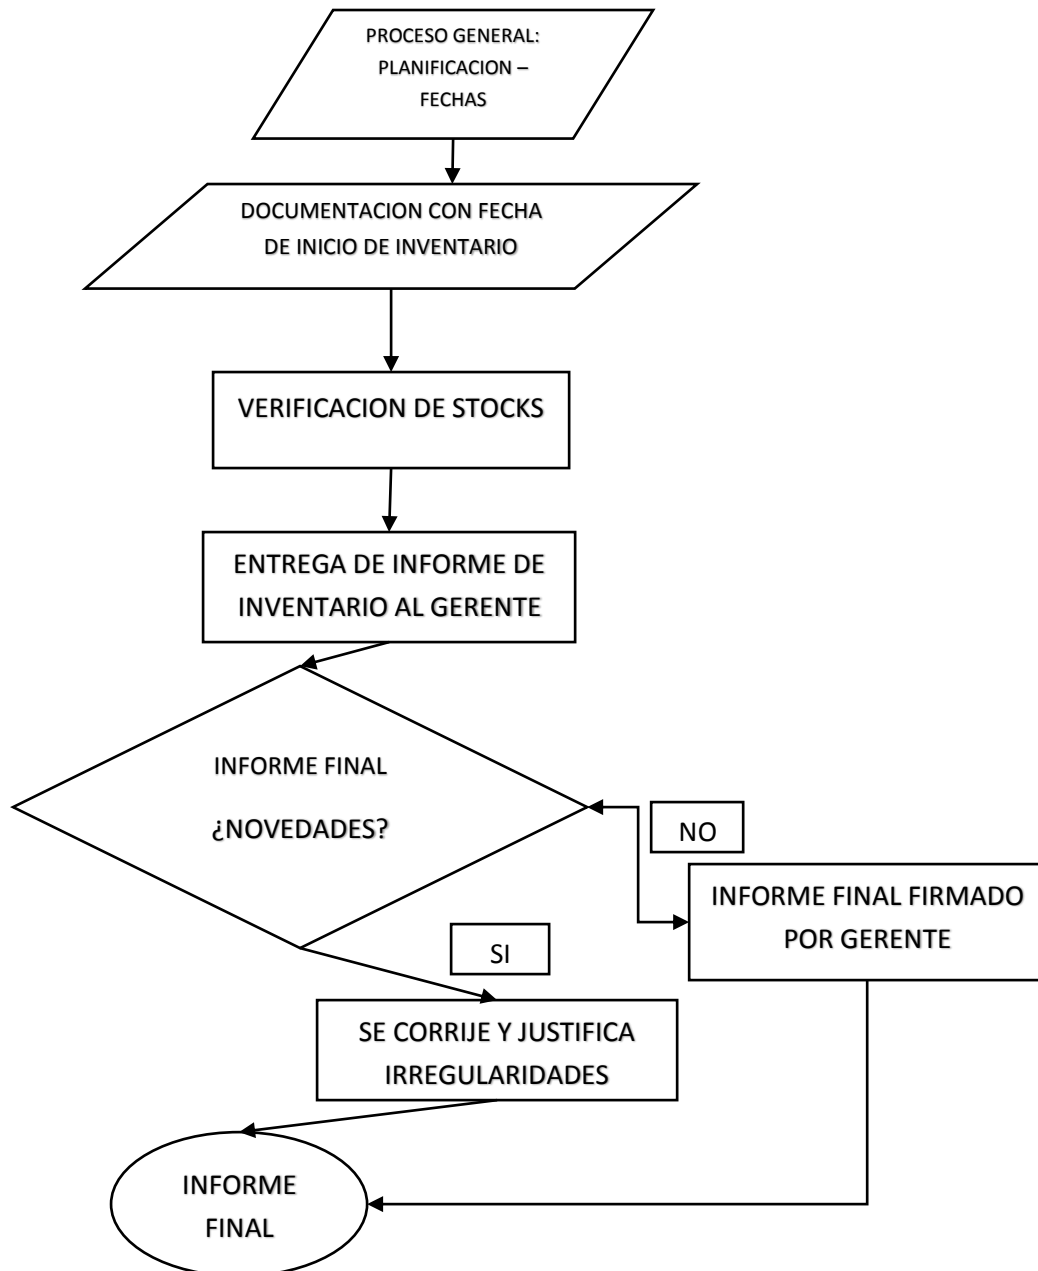 PROCESO GENERAL:
PLANIFICACION –
FECHAS
DOCUMENTACION CON FECHA
DE INICIO DE INVENTARIO
VERIFICACION DE STOCKS
ENTREGA DE INFORME DE
INVENTARIO AL GERENTE
INFORME FINAL
¿NOVEDADES?
NO
INFORME FINAL FIRMADO
POR GERENTE
SI
SE CORRIJE Y JUSTIFICA
IRREGULARIDADES
INFORME
FINAL